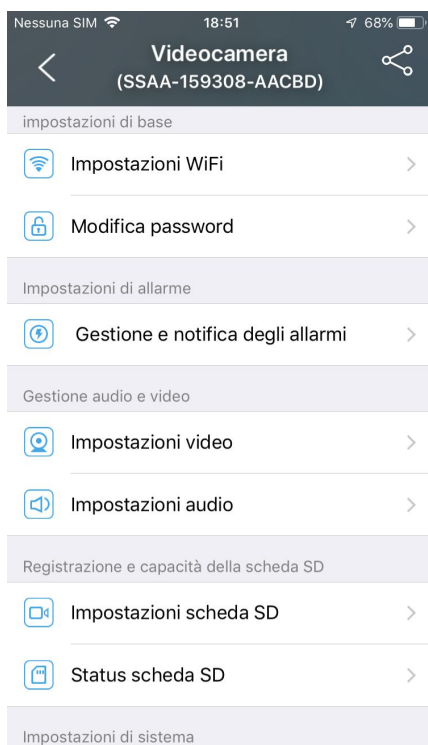 Nessuna SIM 18:51 68%
Videocamera
(SSAA-159308-AACBD)
impostazioni di base
Impostazioni WiFi
Modifica password
Impostazioni di allarme
Gestione e notifica degli allarmi
Gestione audio e video
Impostazioni video
Impostazioni audio
Registrazione e capacità della scheda SD
Impostazioni scheda SD
Status scheda SD
Impostazioni di sistema